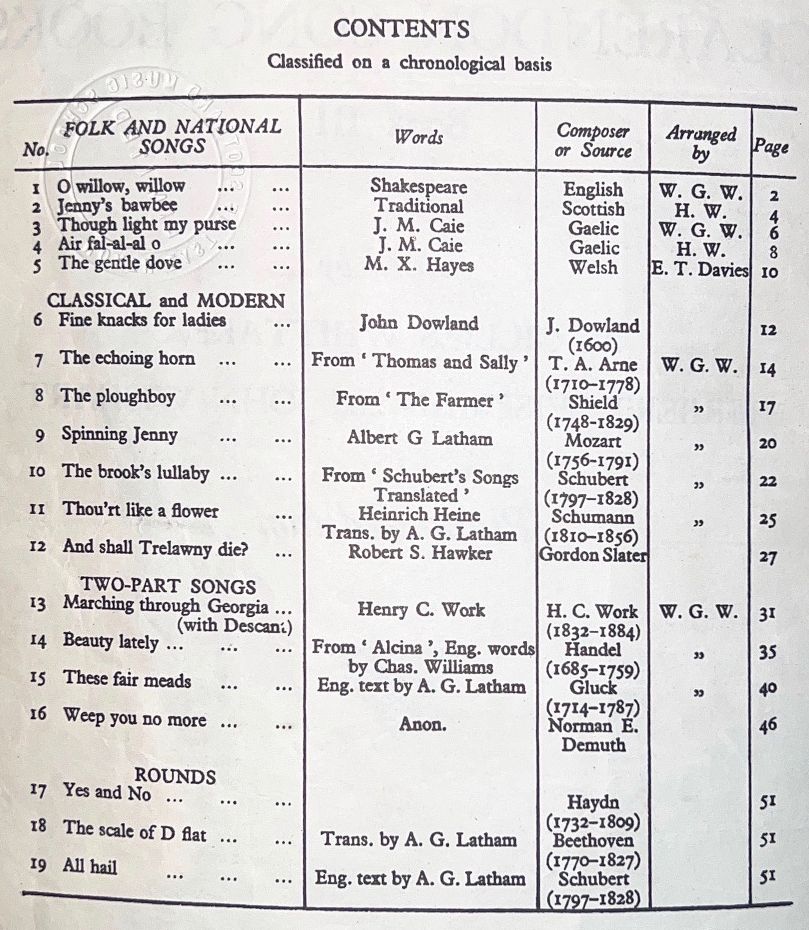 CONTENTS
Classified on a chronological basis
No. FOLK AND NATIONAL SONGS Words Composer or Source Arranged by Page
1 O willow, willow ... ... Shakespeare English W. G. W. 2
2 Jenny's bawbee ... ... Traditional Scottish H. W. 4
3 Though light my purse ... J. M. Caie Gaelic W. G. W. 6
4 Air fal-al-al o ... ... J. M. Caie Gaelic H. W. 8
5 The gentle dove ... ... M. X. Hayes Welsh E. T. Davies 10
CLASSICAL and MODERN
6 Fine knacks for ladies ... John Dowland J. Dowland 12
(1600)
7 The echoing horn ... ... From ' Thomas and Sally ' T. A. Arne W. G. W. 14
(1710-1778)
8 The ploughboy ... ... From ' The Farmer ' Shield „ 17
(1748-1829)
9 Spinning Jenny ... ... Albert G Latham Mozart „ 20
(1756-1791)
10 The brook's lullaby ... ... From ' Schubert's Songs Schubert „ 22
Translated ' (1797-1828)
11 Thou'rt like a flower ... Heinrich Heine Schumann „ 25
Trans. by A. G. Latham (1810-1856)
12 And shall Trelawny die? ... Robert S. Hawker Gordon Slater 27
TWO-PART SONGS
13 Marching through Georgia ... Henry C. Work H. C. Work W. G. W. 31
(with Descant) (1832-1884)
14 Beauty lately ... ... ... From ' Alcina ', Eng. words Handel „ 35
by Chas. Williams (1685-1759)
15 These fair meads ... ... Eng. text by A. G. Latham Gluck „ 40
(1714-1787)
16 Weep you no more ... ... Anon. Norman E. 46
Demuth
ROUNDS
17 Yes and No ... ... ... Haydn 51
(1732-1809)
18 The scale of D flat ... ... Trans. by A. G. Latham Beethoven 51
(1770-1827)
19 All hail ... ... ... Eng. text by A. G. Latham Schubert 51
(1797-1828)